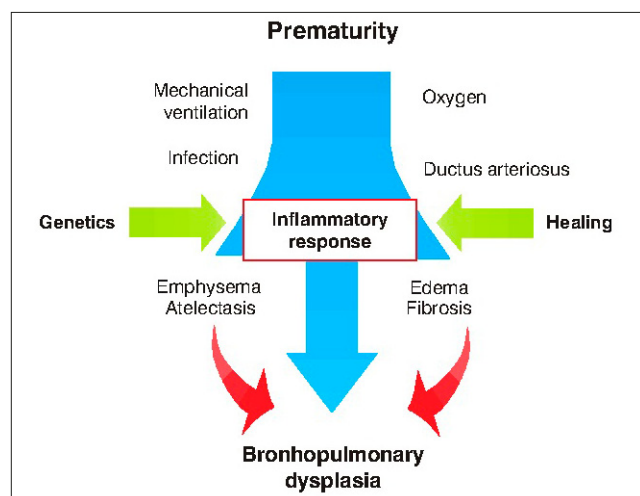 Prematurity
Mechanical
ventilation
Oxygen
Infection
Ductus arteriosus
Genetics
Inflammatory
response
Healing
Emphysema
Atelectasis
Edema
Fibrosis
Bronhopulmonary
dysplasia